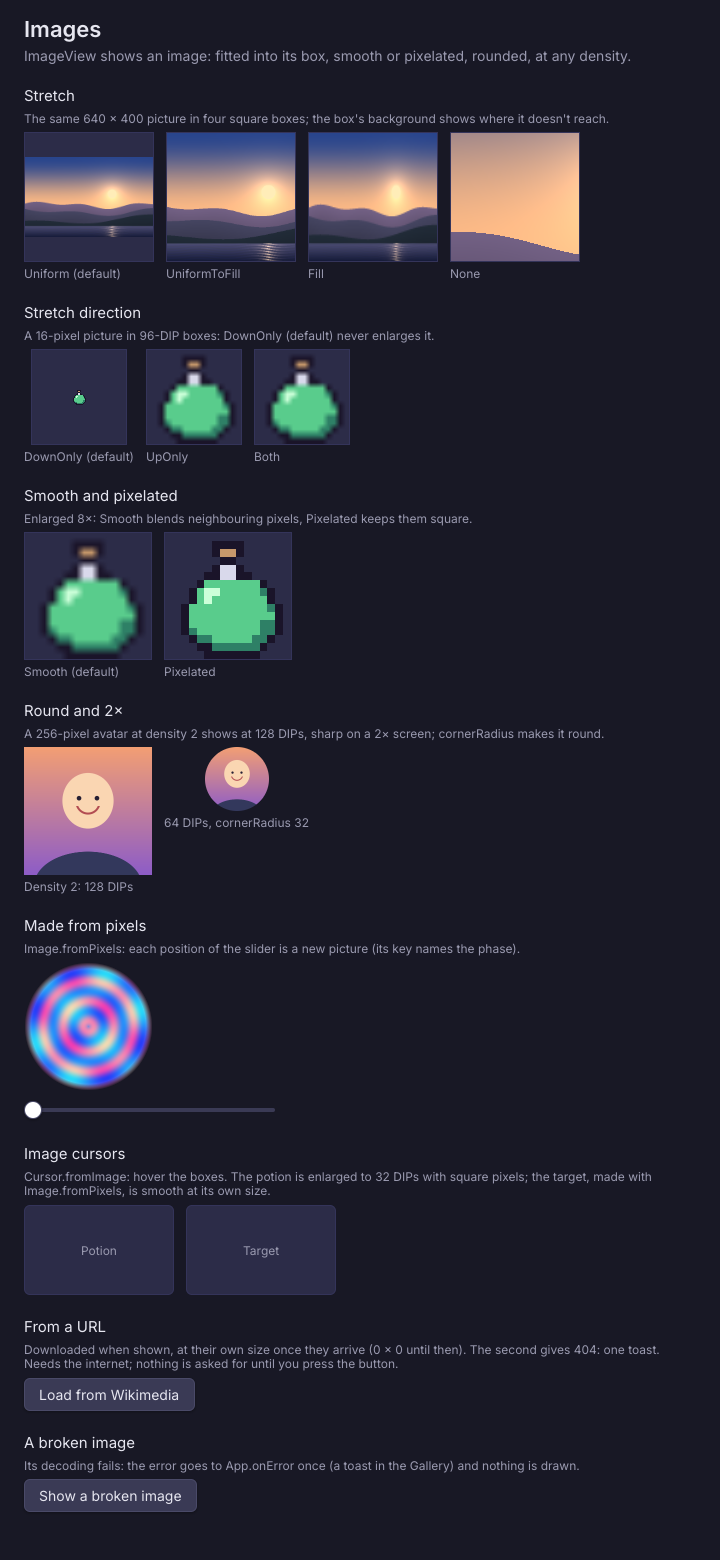 Images
ImageView shows an image: fitted into its box, smooth or pixelated, rounded, at any density.
Stretch
The same 640 × 400 picture in four square boxes; the box's background shows where it doesn't reach.
Uniform (default)
UniformToFill
Fill
None
Stretch direction
A 16-pixel picture in 96-DIP boxes: DownOnly (default) never enlarges it.
DownOnly (default)
UpOnly
Both
Smooth and pixelated
Enlarged 8×: Smooth blends neighbouring pixels, Pixelated keeps them square.
Smooth (default)
Pixelated
Round and 2×
A 256-pixel avatar at density 2 shows at 128 DIPs, sharp on a 2× screen; cornerRadius makes it round.
64 DIPs, cornerRadius 32
Density 2: 128 DIPs
Made from pixels
Image.fromPixels: each position of the slider is a new picture (its key names the phase).
Image cursors
Cursor.fromImage: hover the boxes. The potion is enlarged to 32 DIPs with square pixels; the target, made with
Image.fromPixels, is smooth at its own size.
Potion
Target
From a URL
Downloaded when shown, at their own size once they arrive (0 × 0 until then). The second gives 404: one toast.
Needs the internet; nothing is asked for until you press the button.
Load from Wikimedia
A broken image
Its decoding fails: the error goes to App.onError once (a toast in the Gallery) and nothing is drawn.
Show a broken image